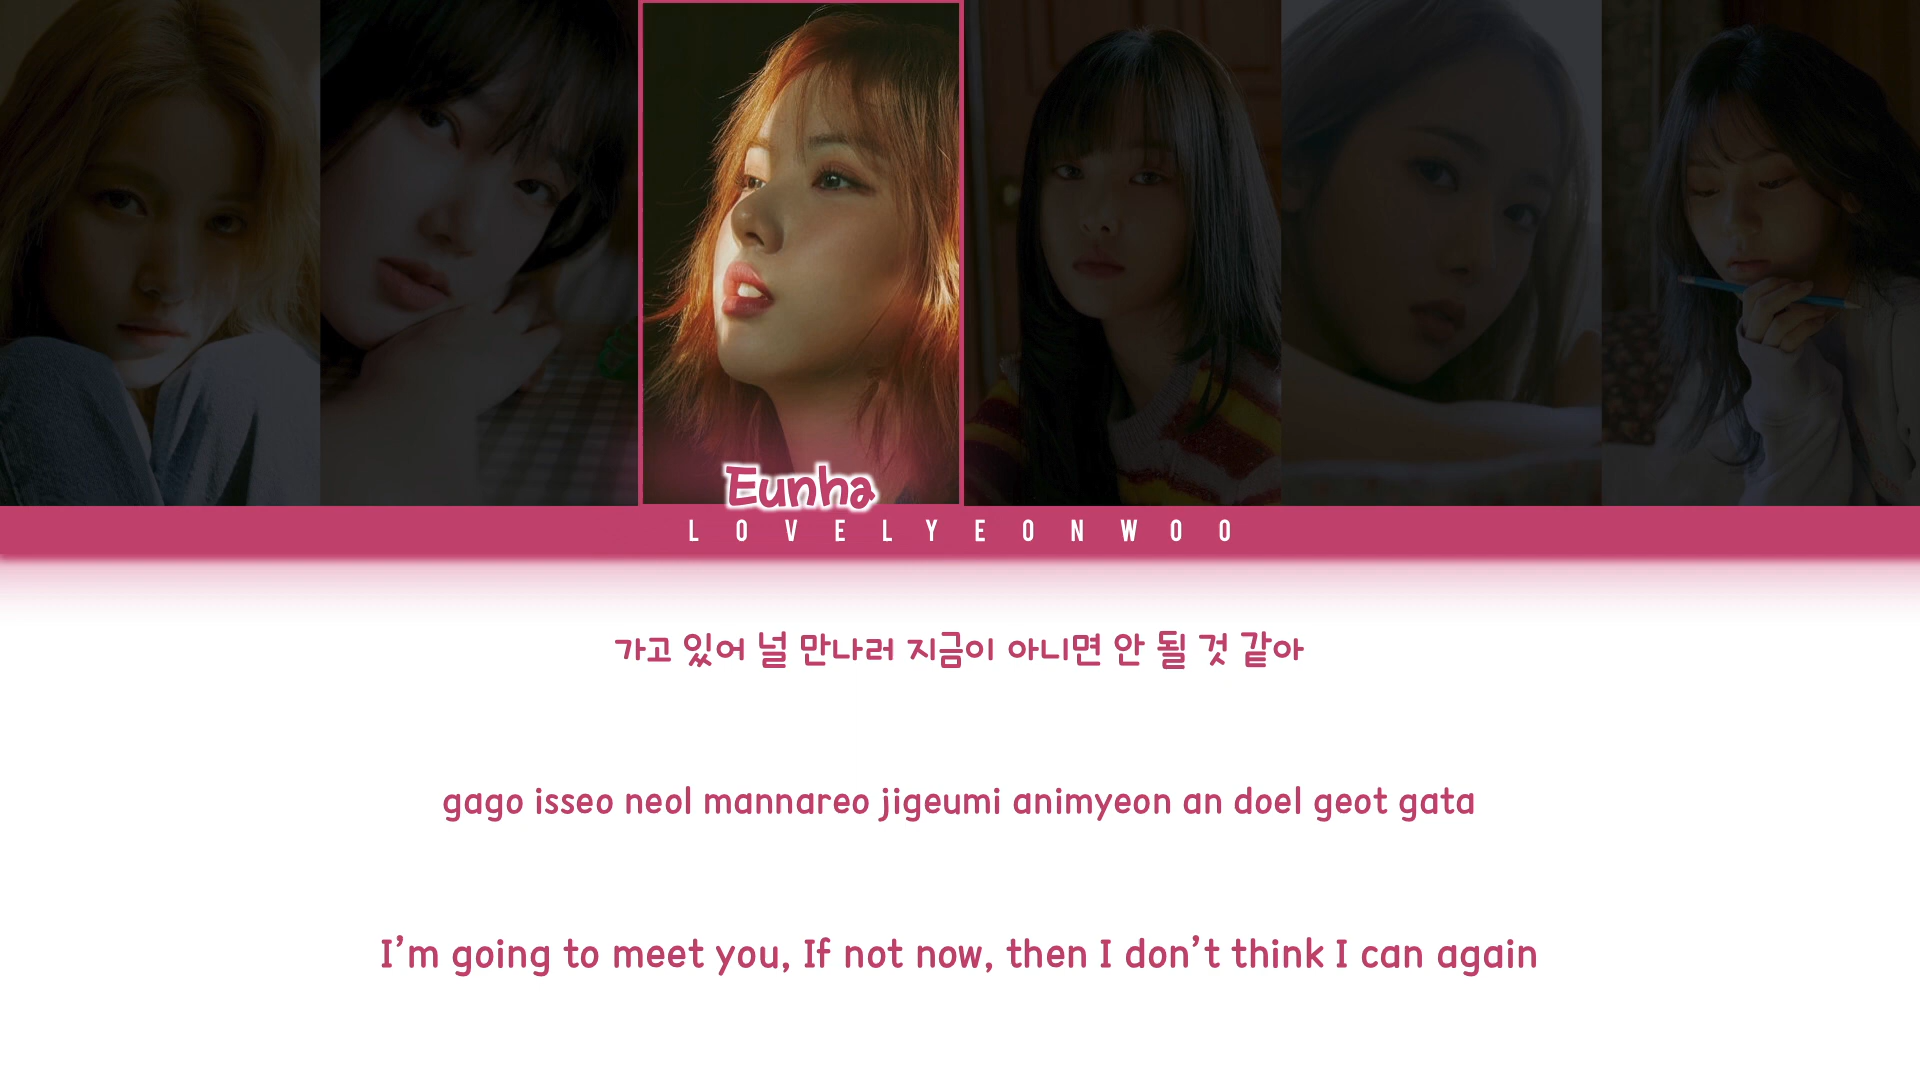 Eunha
LOVELYEONWOO
가고 있어 널 만나러 지금이 아니면 안 될 것 같아
gago isseo neol mannareo jigeumi animyeon an doel geot gata
I'm going to meet you, If not now, then I don't think I can again